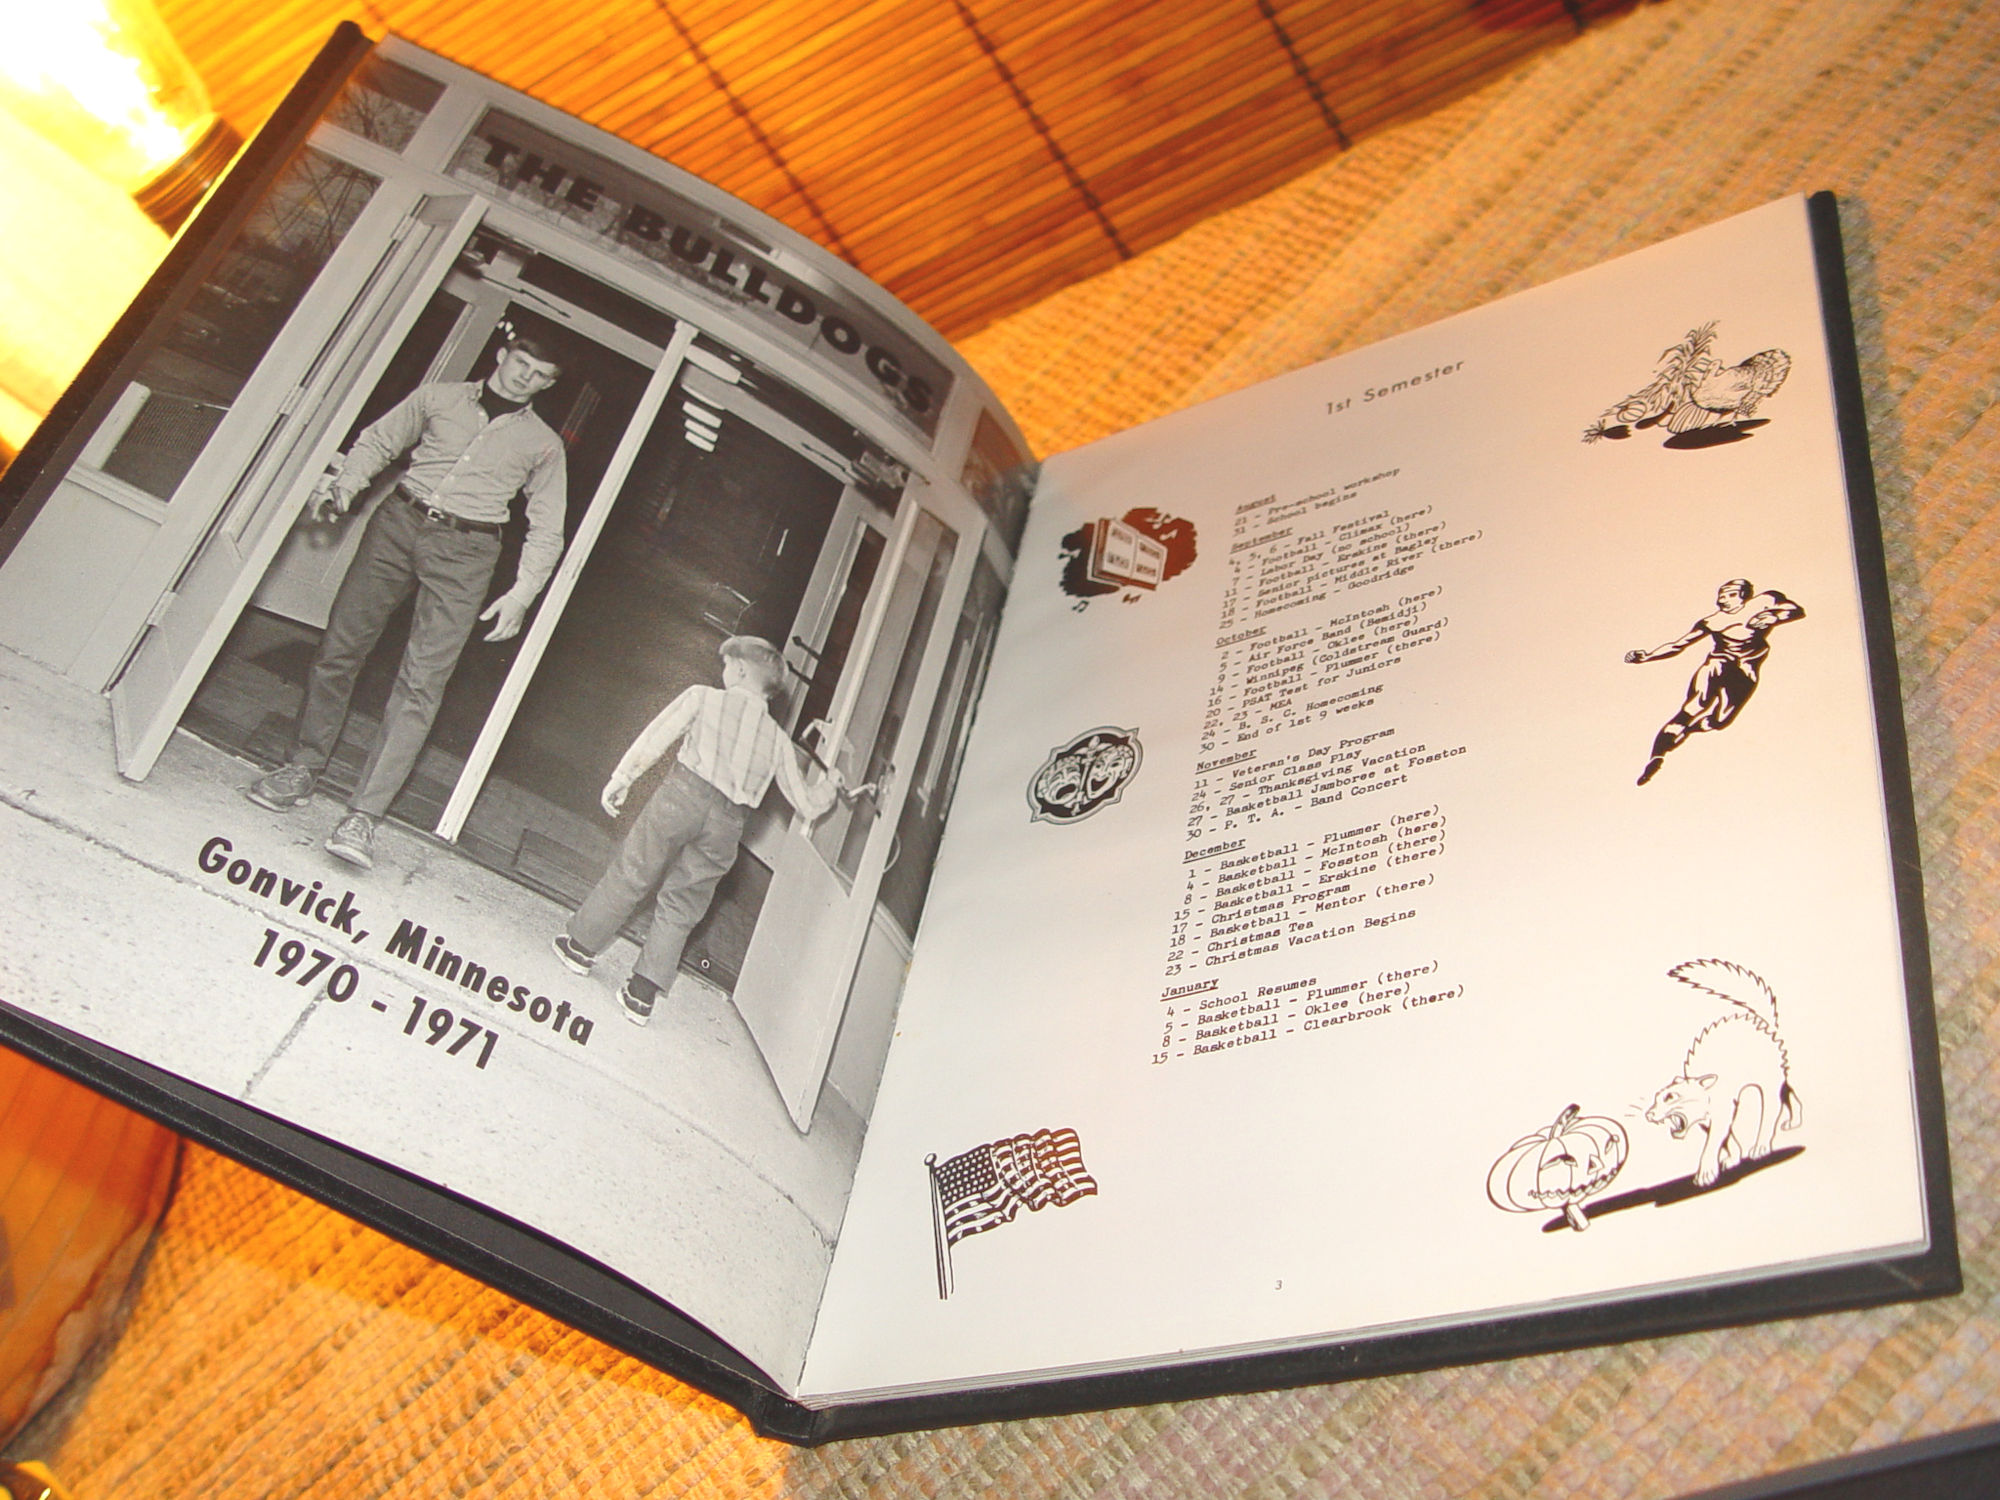 THE BULLDOGS
Gonvick, Minnesota
1970 - 1971
1st Semester
August
21 - Pre-school workshop
31 - School begins
September
4, 5, 6 - Fall Festival
4 - Football - Climax (here)
7 - Labor Day (no school)
11 - Football - Erskine (there)
17 - Senior pictures at Bagley
18 - Football - Middle River (there)
25 - Homecoming - Goodridge
October
2 - Football - McIntosh (here)
5 - Air Force Band (Bemidji)
9 - Football - Oklee (here)
14 - Winnipeg (Coldstream Guard)
16 - Football - Plummer (there)
20 - PSAT Test for Juniors
22, 23 - MEA
24 - B. S. C. Homecoming
30 - End of 1st 9 weeks
November
11 - Veteran's Day Program
24 - Senior Class Play
26, 27 - Thanksgiving Vacation
27 - Basketball Jamboree at Fosston
30 - P. T. A. - Band Concert
December
1 - Basketball - Plummer (here)
4 - Basketball - McIntosh (here)
8 - Basketball - Fosston (here)
15 - Basketball - Erskine (there)
17 - Christmas Program
18 - Basketball - Mentor (there)
22 - Christmas Tea
23 - Christmas Vacation Begins
January
4 - School Resumes
5 - Basketball - Plummer (there)
8 - Basketball - Oklee (here)
15 - Basketball - Clearbrook (there)
3